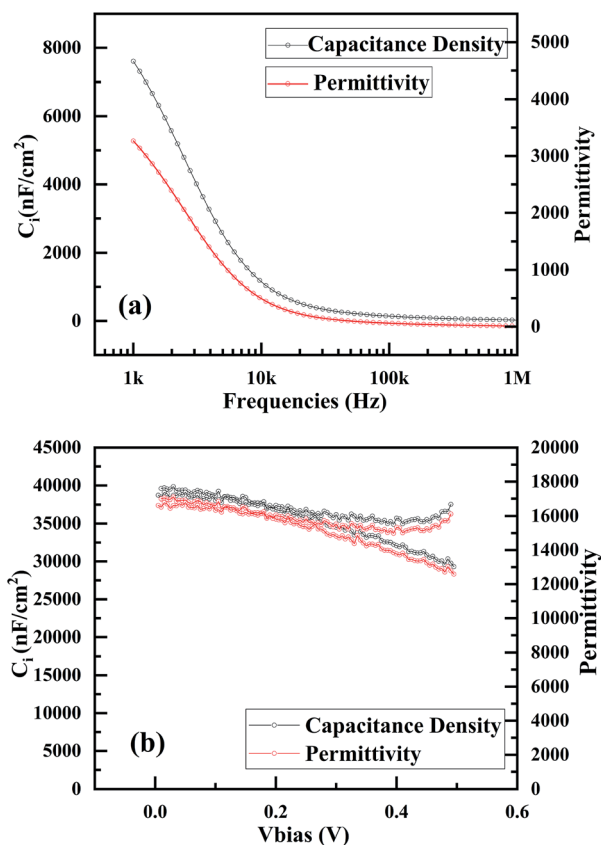 8000
6000
4000
2000
0
C_i(nF/cm²)
5000
4000
3000
2000
1000
0
Permittivity
Capacitance Density
Permittivity
(a)
1k
10k
100k
1M
Frequencies (Hz)
45000
40000
35000
30000
25000
20000
15000
10000
5000
0
C_i (nF/cm²)
20000
18000
16000
14000
12000
10000
8000
6000
4000
2000
0
Permittivity
Capacitance Density
Permittivity
(b)
0.0
0.2
0.4
0.6
Vbias (V)